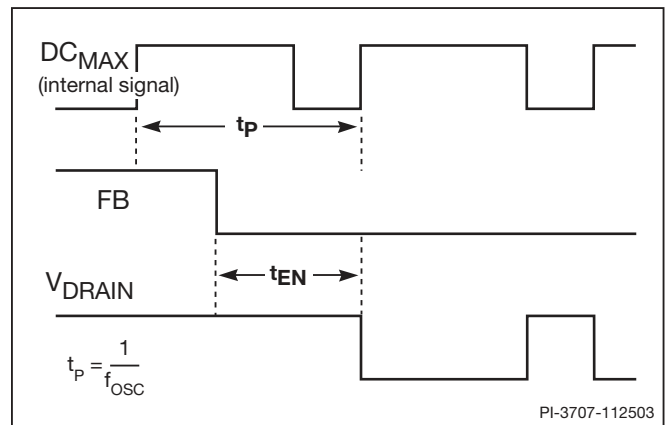 DCMAX
(internal signal)
tP
FB
tEN
VDRAIN
tP = 1
fOSC
PI-3707-112503